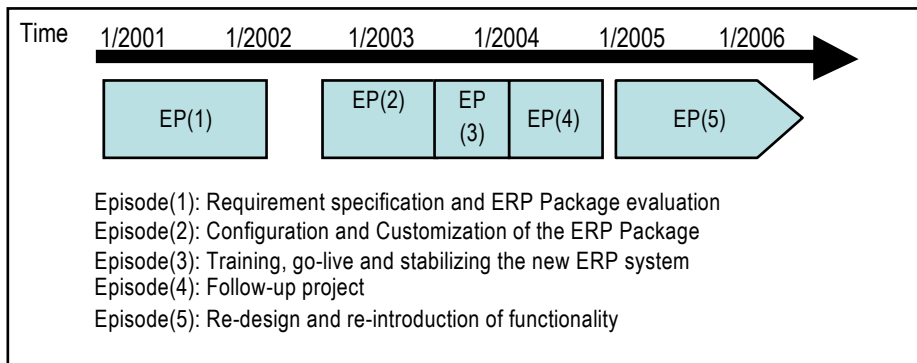 Time 1/2001 1/2002 1/2003 1/2004 1/2005 1/2006
EP(1) EP(2) EP (3) EP(4) EP(5)
Episode(1): Requirement specification and ERP Package evaluation
Episode(2): Configuration and Customization of the ERP Package
Episode(3): Training, go-live and stabilizing the new ERP system
Episode(4): Follow-up project
Episode(5): Re-design and re-introduction of functionality